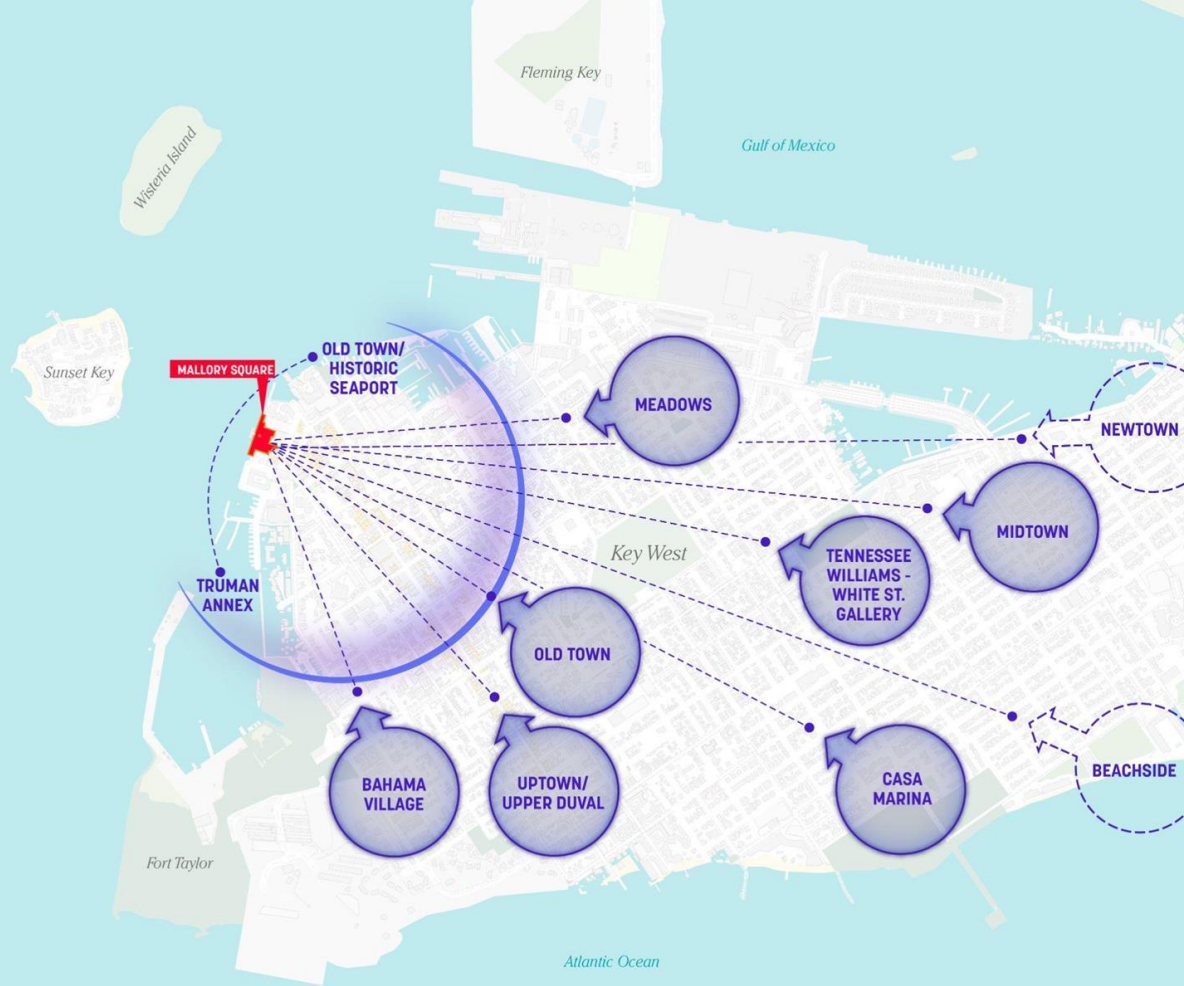 Fleming Key
Gulf of Mexico
Wisteria Island
OLD TOWN/
HISTORIC
SEAPORT
MALLORY SQUARE
Sunset Key
MEADOWS
NEWTOWN
MIDTOWN
Key West
TENNESSEE
WILLIAMS -
WHITE ST.
GALLERY
TRUMAN
ANNEX
OLD TOWN
BAHAMA
VILLAGE
UPTOWN/
UPPER DUVAL
CASA
MARINA
BEACHSIDE
Fort Taylor
Atlantic Ocean